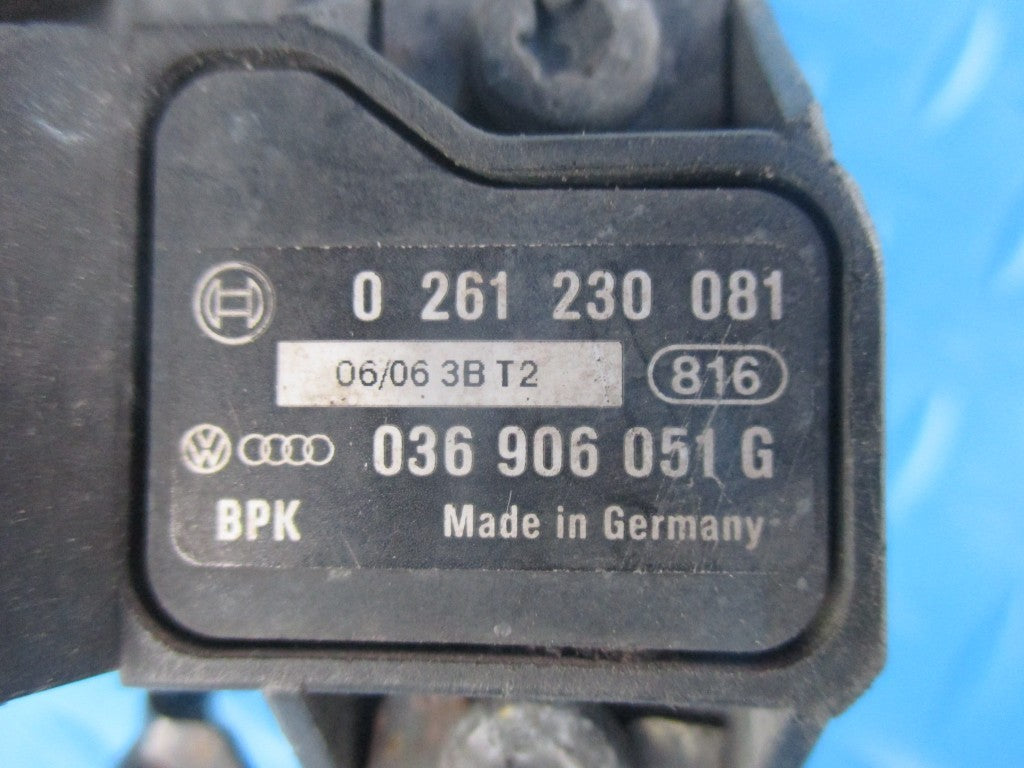 0 261 230 081
06/06 3B T2 816
036 906 051 G
BPK Made in Germany